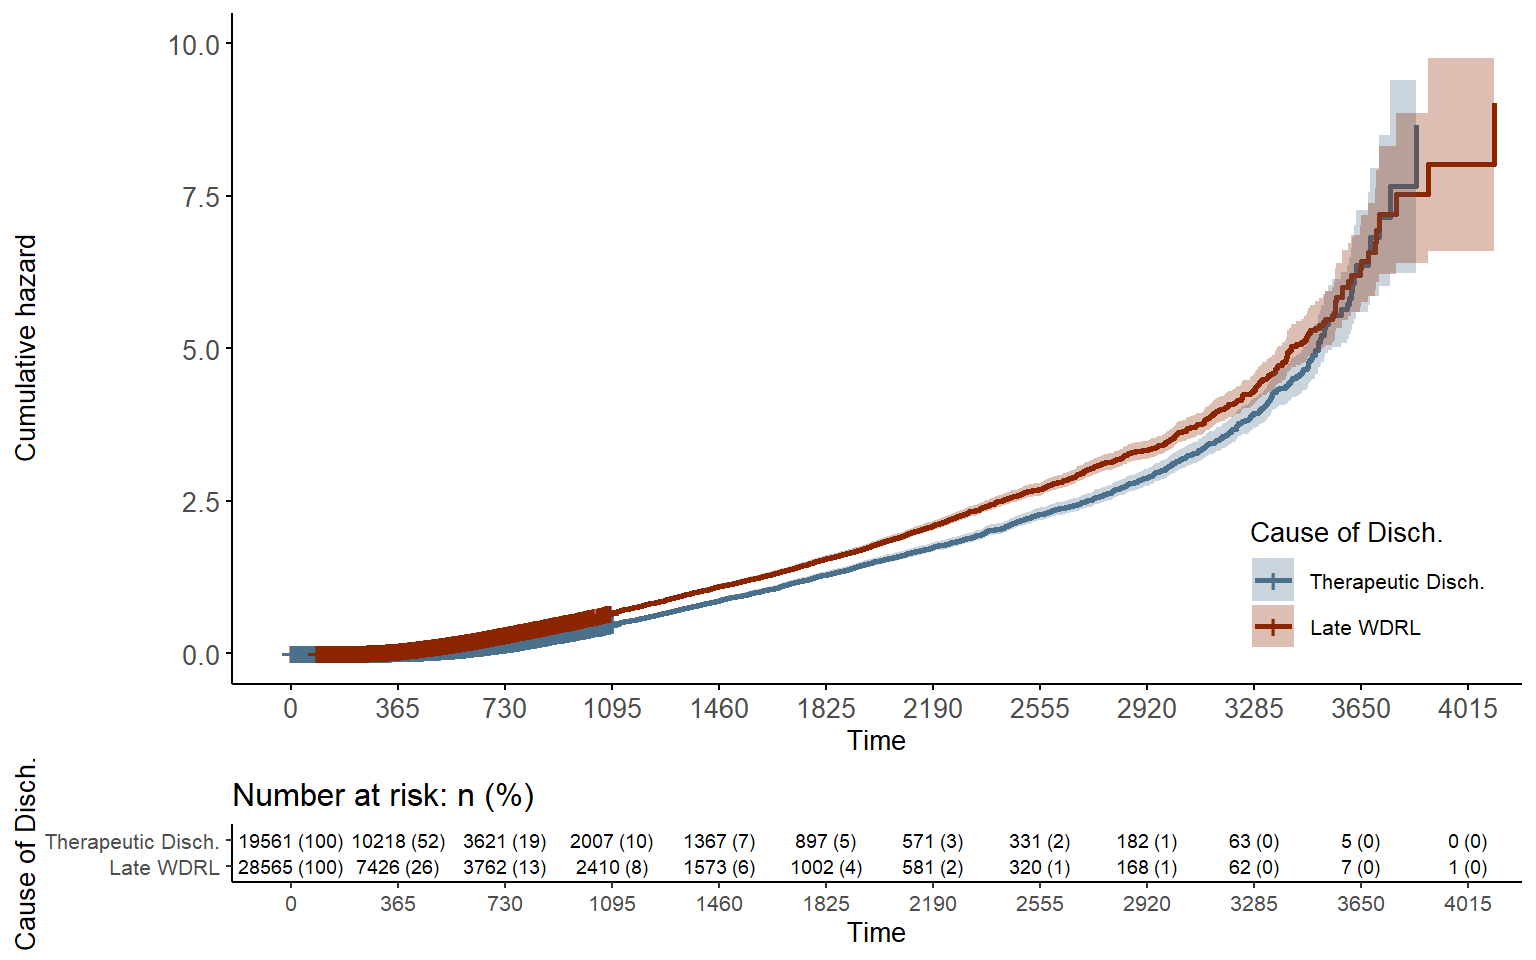 10.0
7.5
5.0
2.5
0.0
Cumulative hazard
Cause of Disch.
Therapeutic Disch.
Late WDRL
0 365 730 1095 1460 1825 2190 2555 2920 3285 3650 4015
Time
Number at risk: n (%)
Cause of Disch.
Therapeutic Disch. 19561 (100) 10218 (52) 3621 (19) 2007 (10) 1367 (7) 897 (5) 571 (3) 331 (2) 182 (1) 63 (0) 5 (0) 0 (0)
Late WDRL 28565 (100) 7426 (26) 3762 (13) 2410 (8) 1573 (6) 1002 (4) 581 (2) 320 (1) 168 (1) 62 (0) 7 (0) 1 (0)
0 365 730 1095 1460 1825 2190 2555 2920 3285 3650 4015
Time